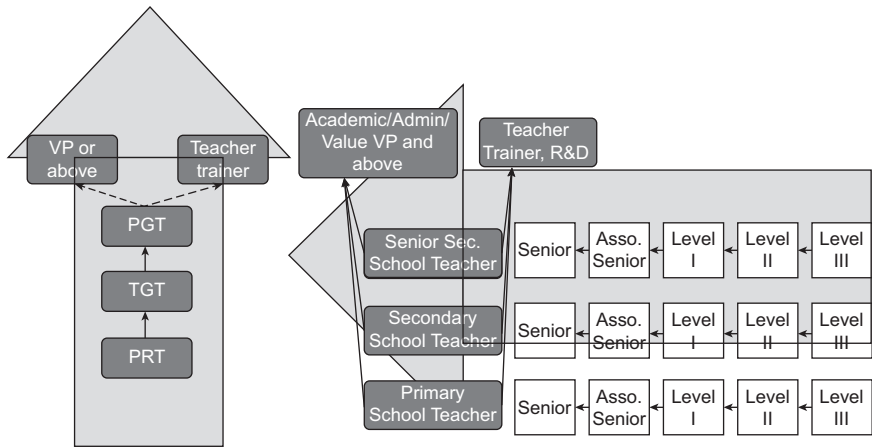 VP or
above
Teacher
trainer
PGT
TGT
PRT
Academic/Admin/
Value VP and
above
Teacher
Trainer, R&D
Senior Sec.
School Teacher
Senior
Asso.
Senior
Level
I
Level
II
Level
III
Secondary
School Teacher
Senior
Asso.
Senior
Level
I
Level
II
Level
III
Primary
School Teacher
Senior
Asso.
Senior
Level
I
Level
II
Level
III